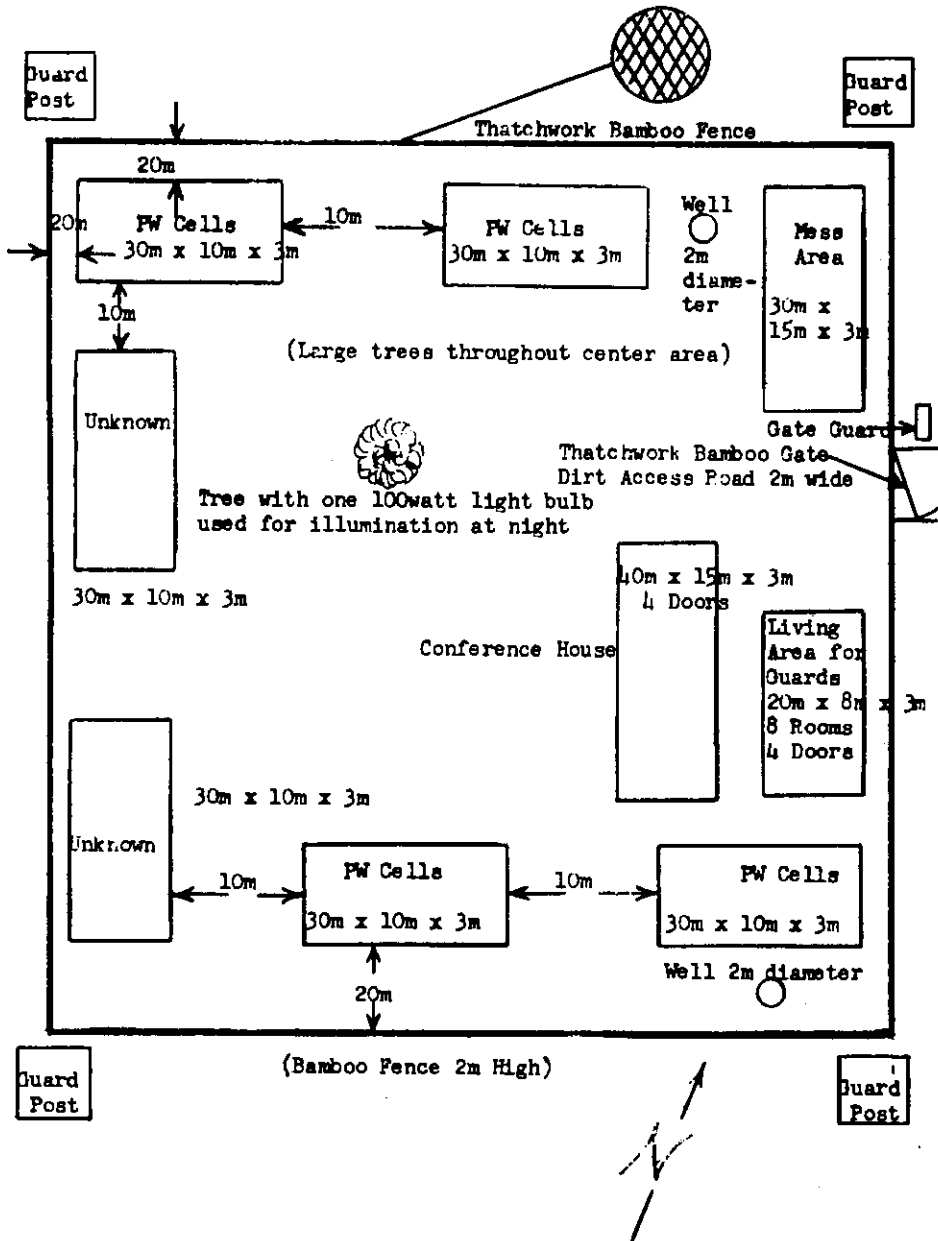 Guard
Post
Guard
Post
Thatchwork Bamboo Fence
20m
20m
PW Cells
30m x 10m x 3m
10m
PW Cells
30m x 10m x 3m
Well
2m
diame-
ter
Mess
Area
30m x
15m x 3m
10m
(Large trees throughout center area)
Unknown
Gate Guard
Thatchwork Bamboo Gate
Dirt Access Road 2m wide
Tree with one 100watt light bulb
used for illumination at night
30m x 10m x 3m
40m x 15m x 3m
4 Doors
Conference House
Living
Area for
Guards
20m x 8m x 3m
8 Rooms
4 Doors
30m x 10m x 3m
Unknown
10m
PW Cells
30m x 10m x 3m
10m
PW Cells
30m x 10m x 3m
Well 2m diameter
20m
(Bamboo Fence 2m High)
Guard
Post
Guard
Post
N